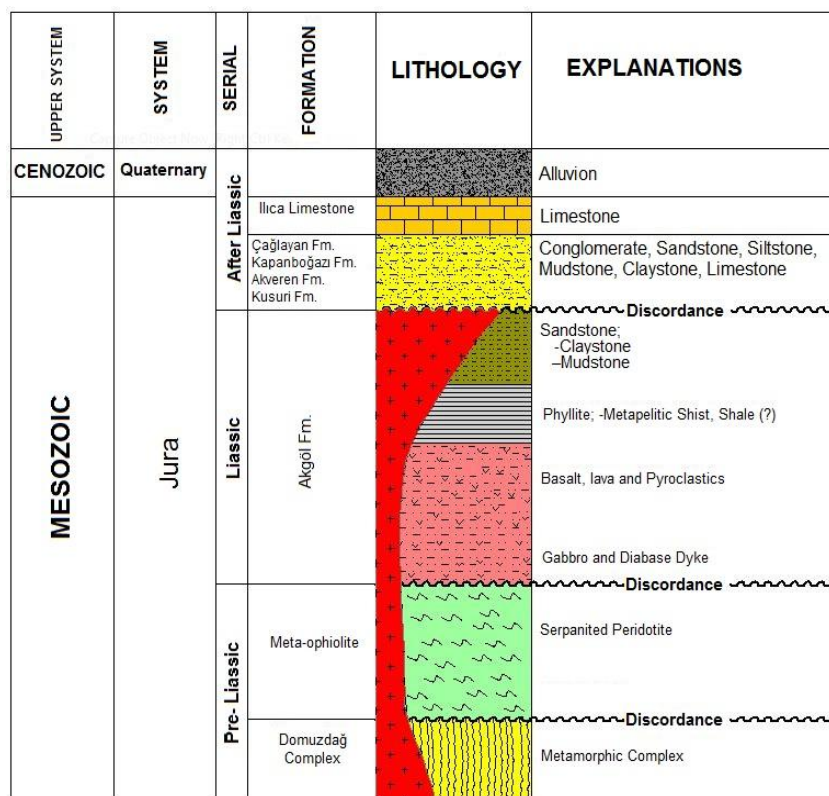 UPPER SYSTEM
SYSTEM
SERIAL
FORMATION
LITHOLOGY
EXPLANATIONS
CENOZOIC
Quaternary
After Liassic
Alluvion
Ilıca Limestone
Limestone
Çağlayan Fm.
Kapanboğazı Fm.
Akveren Fm.
Kusuri Fm.
Conglomerate, Sandstone, Siltstone,
Mudstone, Claystone, Limestone
Discordance
MESOZOIC
Jura
Liassic
Akgöl Fm.
Sandstone;
-Claystone
–Mudstone
Phyllite; -Metapelitic Shist, Shale (?)
Basalt, lava and Pyroclastics
Gabbro and Diabase Dyke
Discordance
Pre- Liassic
Meta-ophiolite
Serpanited Peridotite
Discordance
Domuzdağ
Complex
Metamorphic Complex